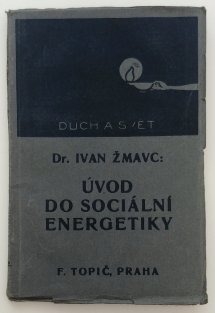 DUCH A SVĚT
Dr. IVAN ŽMAVC:
ÚVOD
DO SOCIÁLNÍ
ENERGETIKY
F. TOPIČ, PRAHA